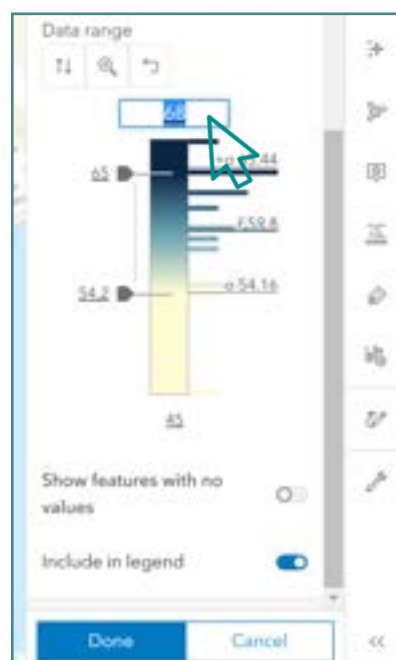 Data range
68
65
x̄ 59.8
54.2
σ 54.16
45
Show features with no
values
Include in legend
Done
Cancel